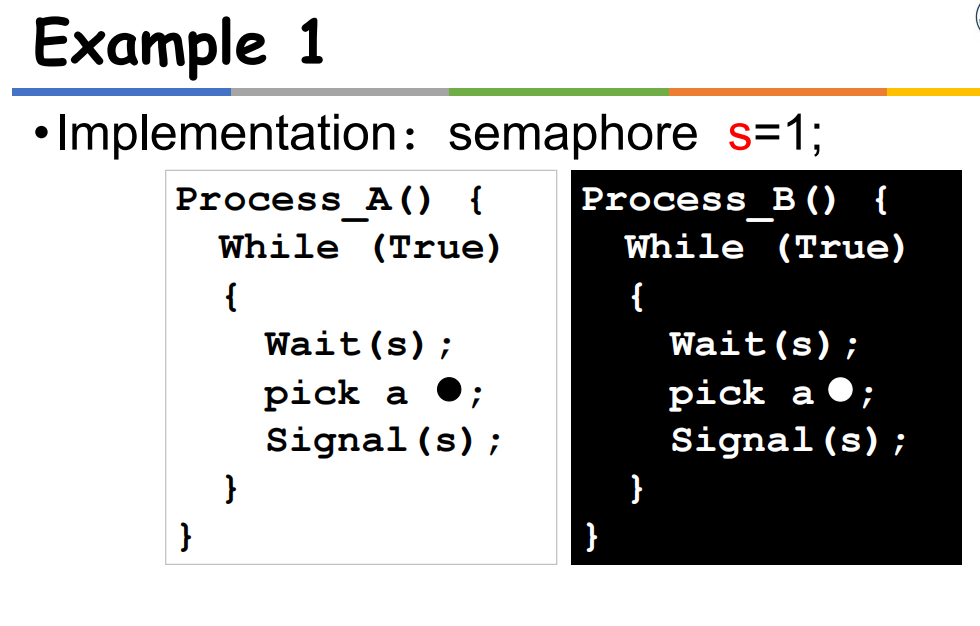 Example 1
•Implementation: semaphore s=1;
Process_A() {
While (True)
{
Wait(s);
pick a ●;
Signal(s);
}
}
Process_B() {
While (True)
{
Wait(s);
pick a ●;
Signal(s);
}
}